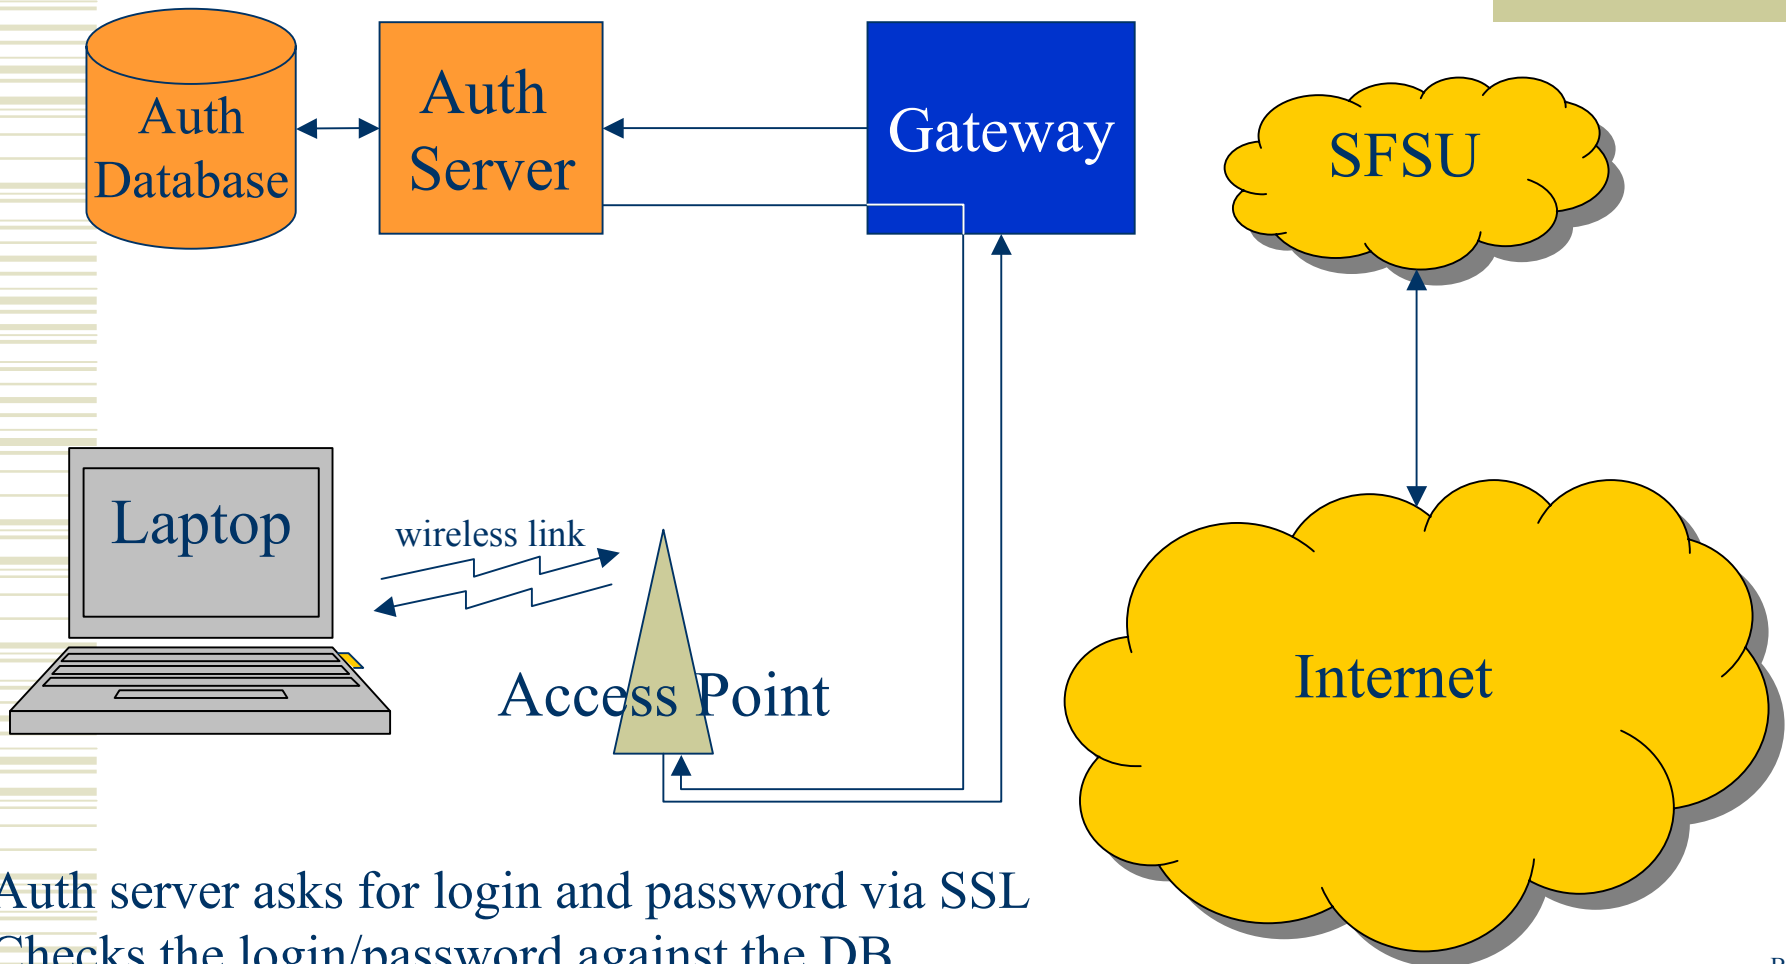 Auth
Database
Auth
Server
Gateway
SFSU
Laptop
wireless link
Access Point
Internet
Auth server asks for login and password via SSL
Checks the login/password against the DB